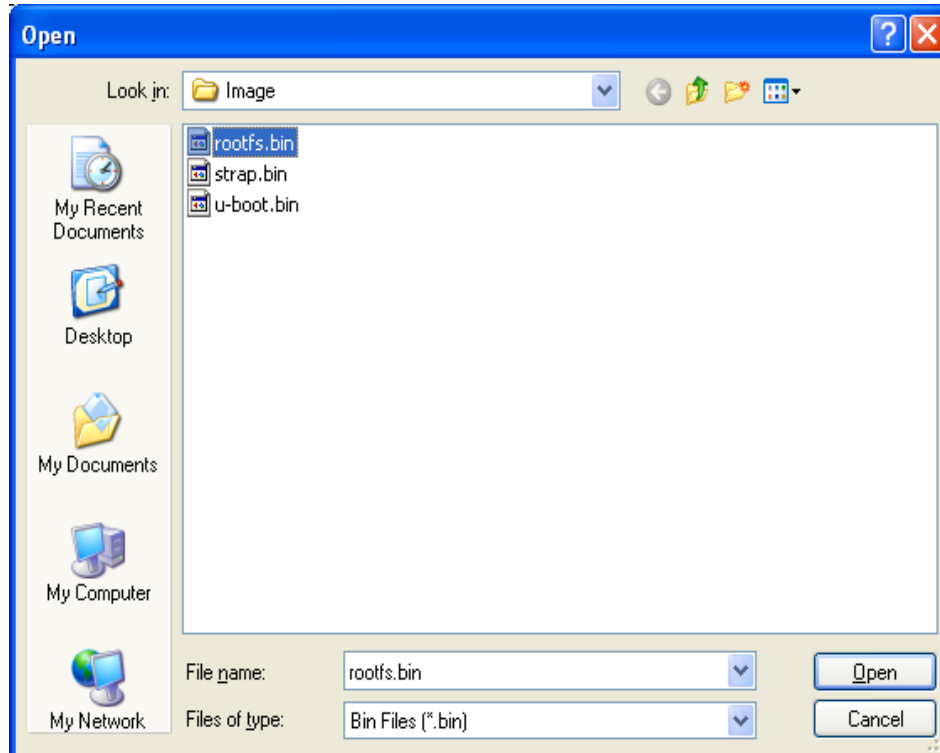 Open
Look in:
Image
rootfs.bin
strap.bin
u-boot.bin
My Recent
Documents
Desktop
My Documents
My Computer
My Network
File name:
rootfs.bin
Open
Files of type:
Bin Files (*.bin)
Cancel